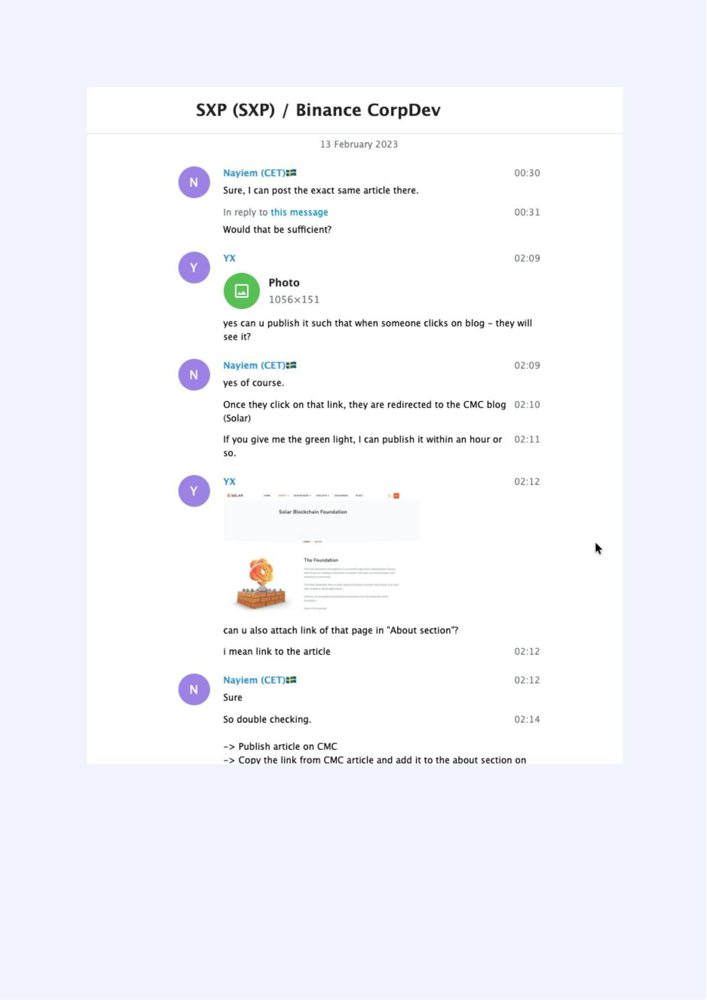 SXP (SXP) / Binance CorpDev
13 February 2023
N
Nayiem (CET)🇸🇪
00:30
Sure, I can post the exact same article there.
In reply to this message
00:31
Would that be sufficient?
Y
YX
02:09
Photo
1056×151
yes can u publish it such that when someone clicks on blog – they will
see it?
N
Nayiem (CET)🇸🇪
02:09
yes of course.
Once they click on that link, they are redirected to the CMC blog
02:10
(Solar)
If you give me the green light, I can publish it within an hour or
02:11
so.
Y
YX
02:12
SOLAR
HOME
ABOUT
BLOCKCHAIN
WALLETS
EXCHANGES
BLOG
Solar Blockchain Foundation
HOME
ABOUT
The Foundation
can u also attach link of that page in "About section"?
i mean link to the article
02:12
N
Nayiem (CET)🇸🇪
02:12
Sure
So double checking.
02:14
-> Publish article on CMC
-> Copy the link from CMC article and add it to the about section on